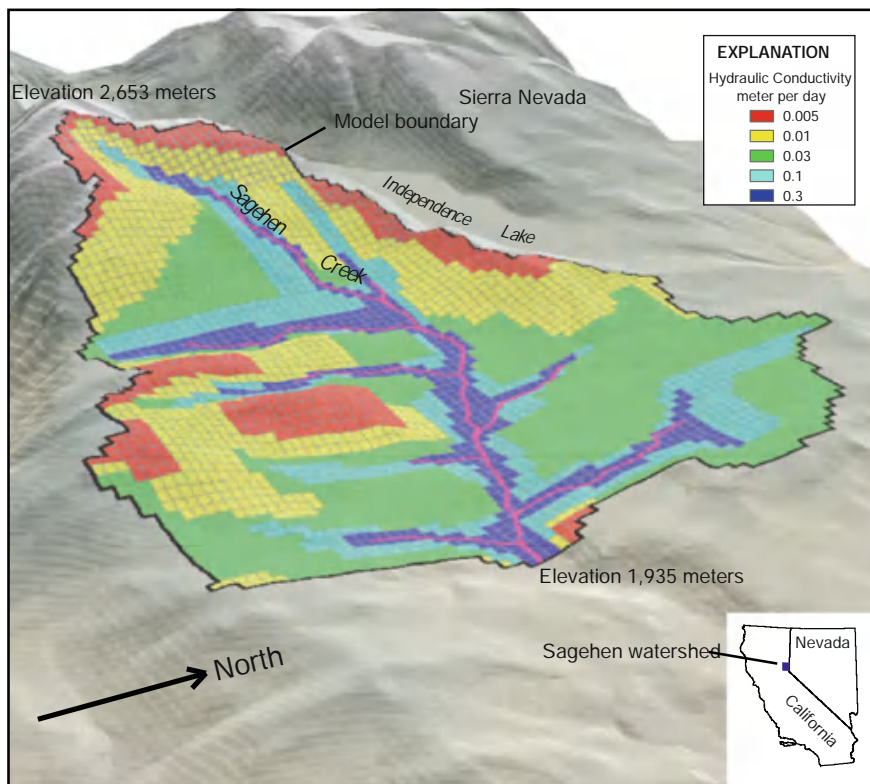 EXPLANATION
Hydraulic Conductivity
meter per day
0.005
0.01
0.03
0.1
0.3
Elevation 2,653 meters
Sierra Nevada
Model boundary
Independence Lake
Sagehen Creek
Elevation 1,935 meters
North
Sagehen watershed
Nevada
California